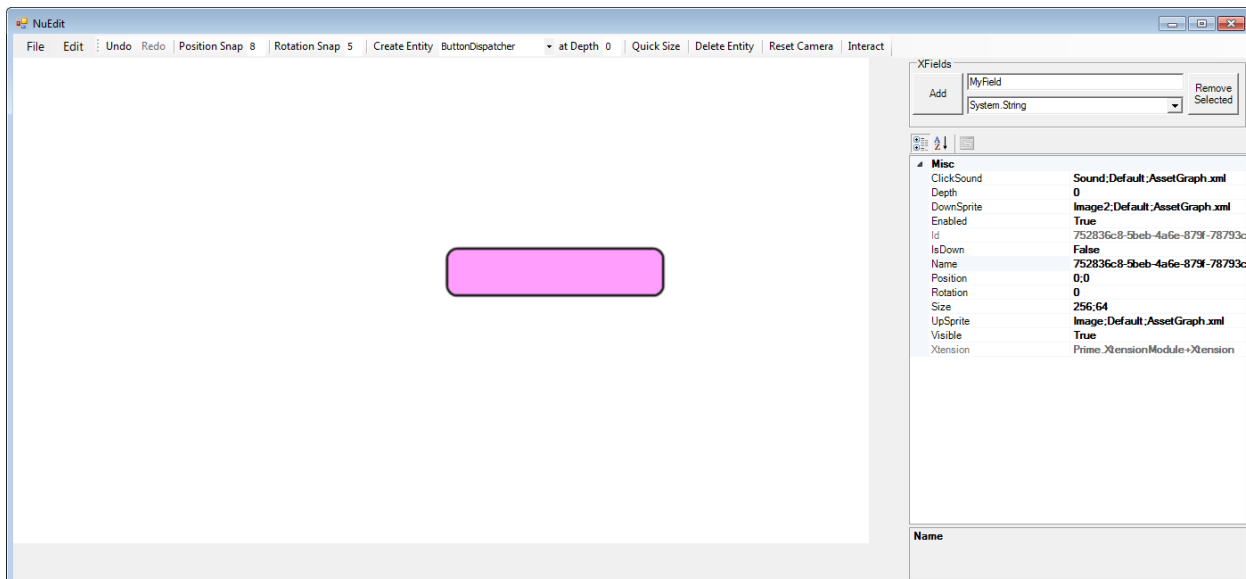 NuEdit
File Edit Undo Redo Position Snap 8 Rotation Snap 5 Create Entity ButtonDispatcher at Depth 0 Quick Size Delete Entity Reset Camera Interact
XFields
Add
MyField
System.String
Remove
Selected
Misc
ClickSound Sound;Default;AssetGraph.xml
Depth 0
DownSprite Image2;Default;AssetGraph.xml
Enabled True
Id 752836c8-5beb-4a6e-879f-78793c
IsDown False
Name 752836c8-5beb-4a6e-879f-78793c
Position 0;0
Rotation 0
Size 256;64
UpSprite Image;Default;AssetGraph.xml
Visible True
Xtension Prime.XtensionModule+Xtension
Name